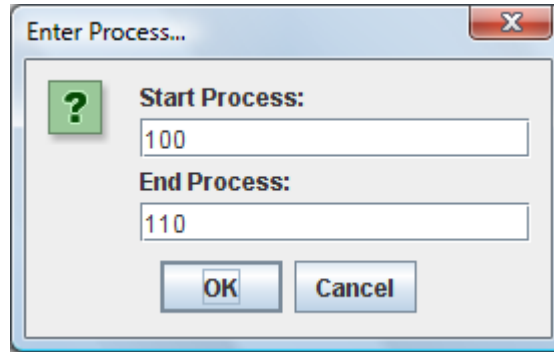 Enter Process...
Start Process:
100
End Process:
110
OK Cancel